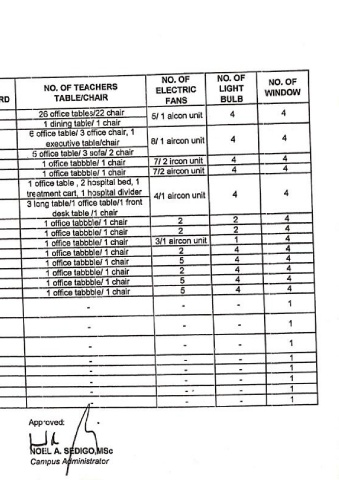 RD
NO. OF TEACHERS TABLE/CHAIR
NO. OF ELECTRIC FANS
NO. OF LIGHT BULB
NO. OF WINDOW
26 office tables/22 chair 5/ 1 aircon unit 4 4
1 dining table/ 1 chair
6 office table/ 3 office chair, 1
executive table/chair 8/ 1 aircon unit 4 4
5 office table/ 3 sofa/ 2 chair
1 office tabbble/ 1 chair 7/ 2 ircon unit 4 4
1 office tabbble/ 1 chair 7/2 aircon unit 4 4
1 office table , 2 hospital bed, 1
treatment cart, 1 hospital divider 4/1 aircon unit 4 4
3 long table/1 office table/1 front
desk table /1 chair
1 office tabbble/ 1 chair 2 2 4
1 office tabbble/ 1 chair 2 2 4
1 office tabbble/ 1 chair 3/1 aircon unit 1 4
1 office tabbble/ 1 chair 2 4 4
1 office tabbble/ 1 chair 5 4 4
1 office tabbble/ 1 chair 2 4 4
1 office tabbble/ 1 chair 5 4 4
1 office tabbble/ 1 chair 5 4 4
- - - 1
- - - 1
- - - 1
- - - 1
- - - 1
- - - 1
- - - 1
Approved:
NOEL A. SEDIGO,MSc
Campus Administrator